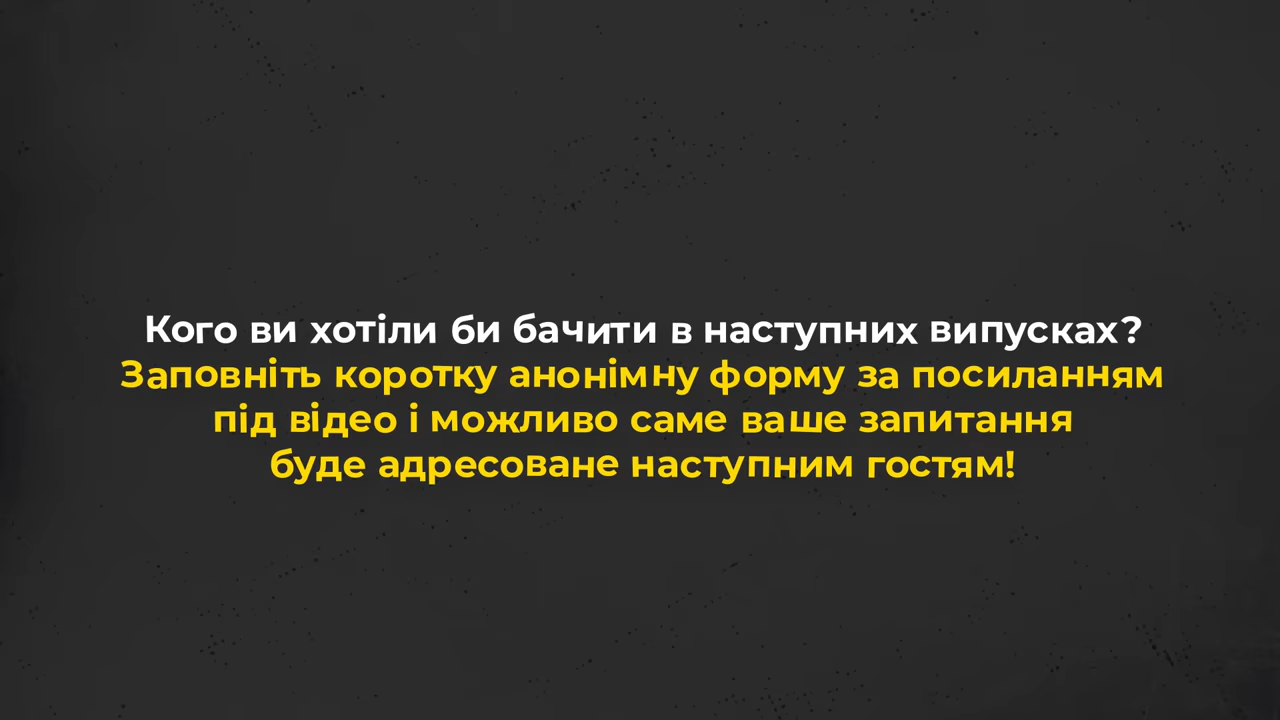 Кого ви хотіли би бачити в наступних випусках?
Заповніть коротку анонімну форму за посиланням
під відео і можливо саме ваше запитання
буде адресоване наступним гостям!